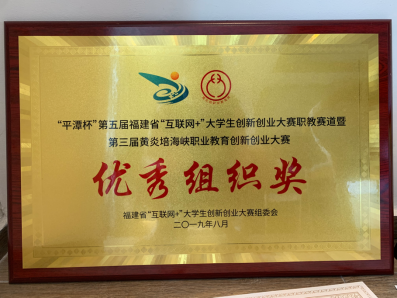 “平潭杯”第五届福建省“互联网+”大学生创新创业大赛职教赛道暨
第三届黄炎培海峡职业教育创新创业大赛
优秀组织奖
福建省“互联网+”大学生创新创业大赛组委会
二〇一九年八月